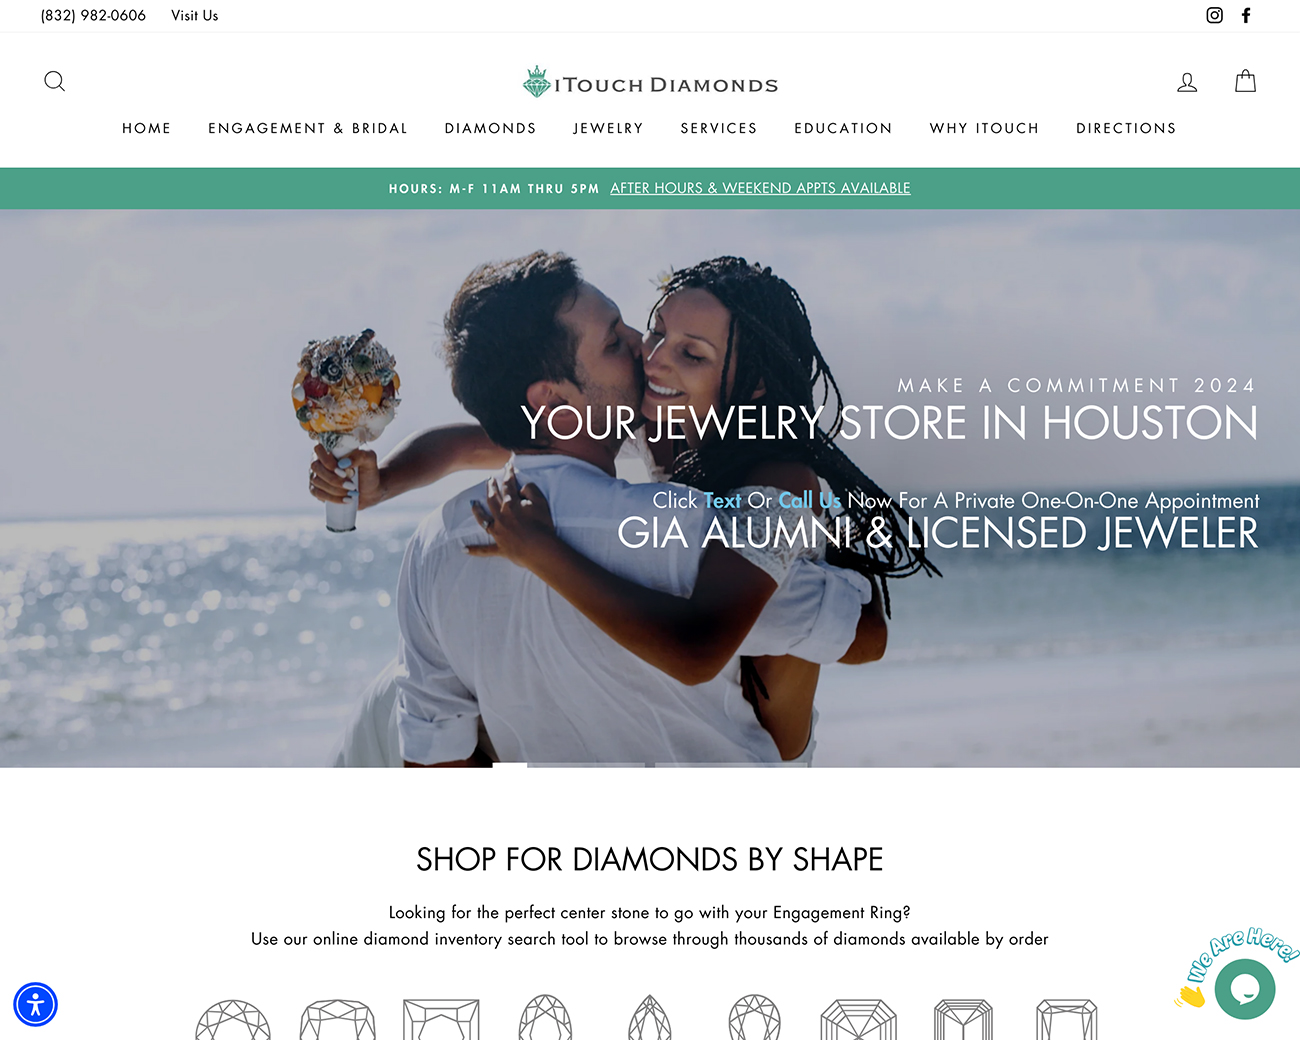 (832) 982-0606 Visit Us
iTouch Diamonds
HOME ENGAGEMENT & BRIDAL DIAMONDS JEWELRY SERVICES EDUCATION WHY ITOUCH DIRECTIONS
HOURS: M-F 11AM THRU 5PM AFTER HOURS & WEEKEND APPTS AVAILABLE
MAKE A COMMITMENT 2024
YOUR JEWELRY STORE IN HOUSTON
Click Text Or Call Us Now For A Private One-On-One Appointment
GIA ALUMNI & LICENSED JEWELER
SHOP FOR DIAMONDS BY SHAPE
Looking for the perfect center stone to go with your Engagement Ring?
Use our online diamond inventory search tool to browse through thousands of diamonds available by order
We Are Here!